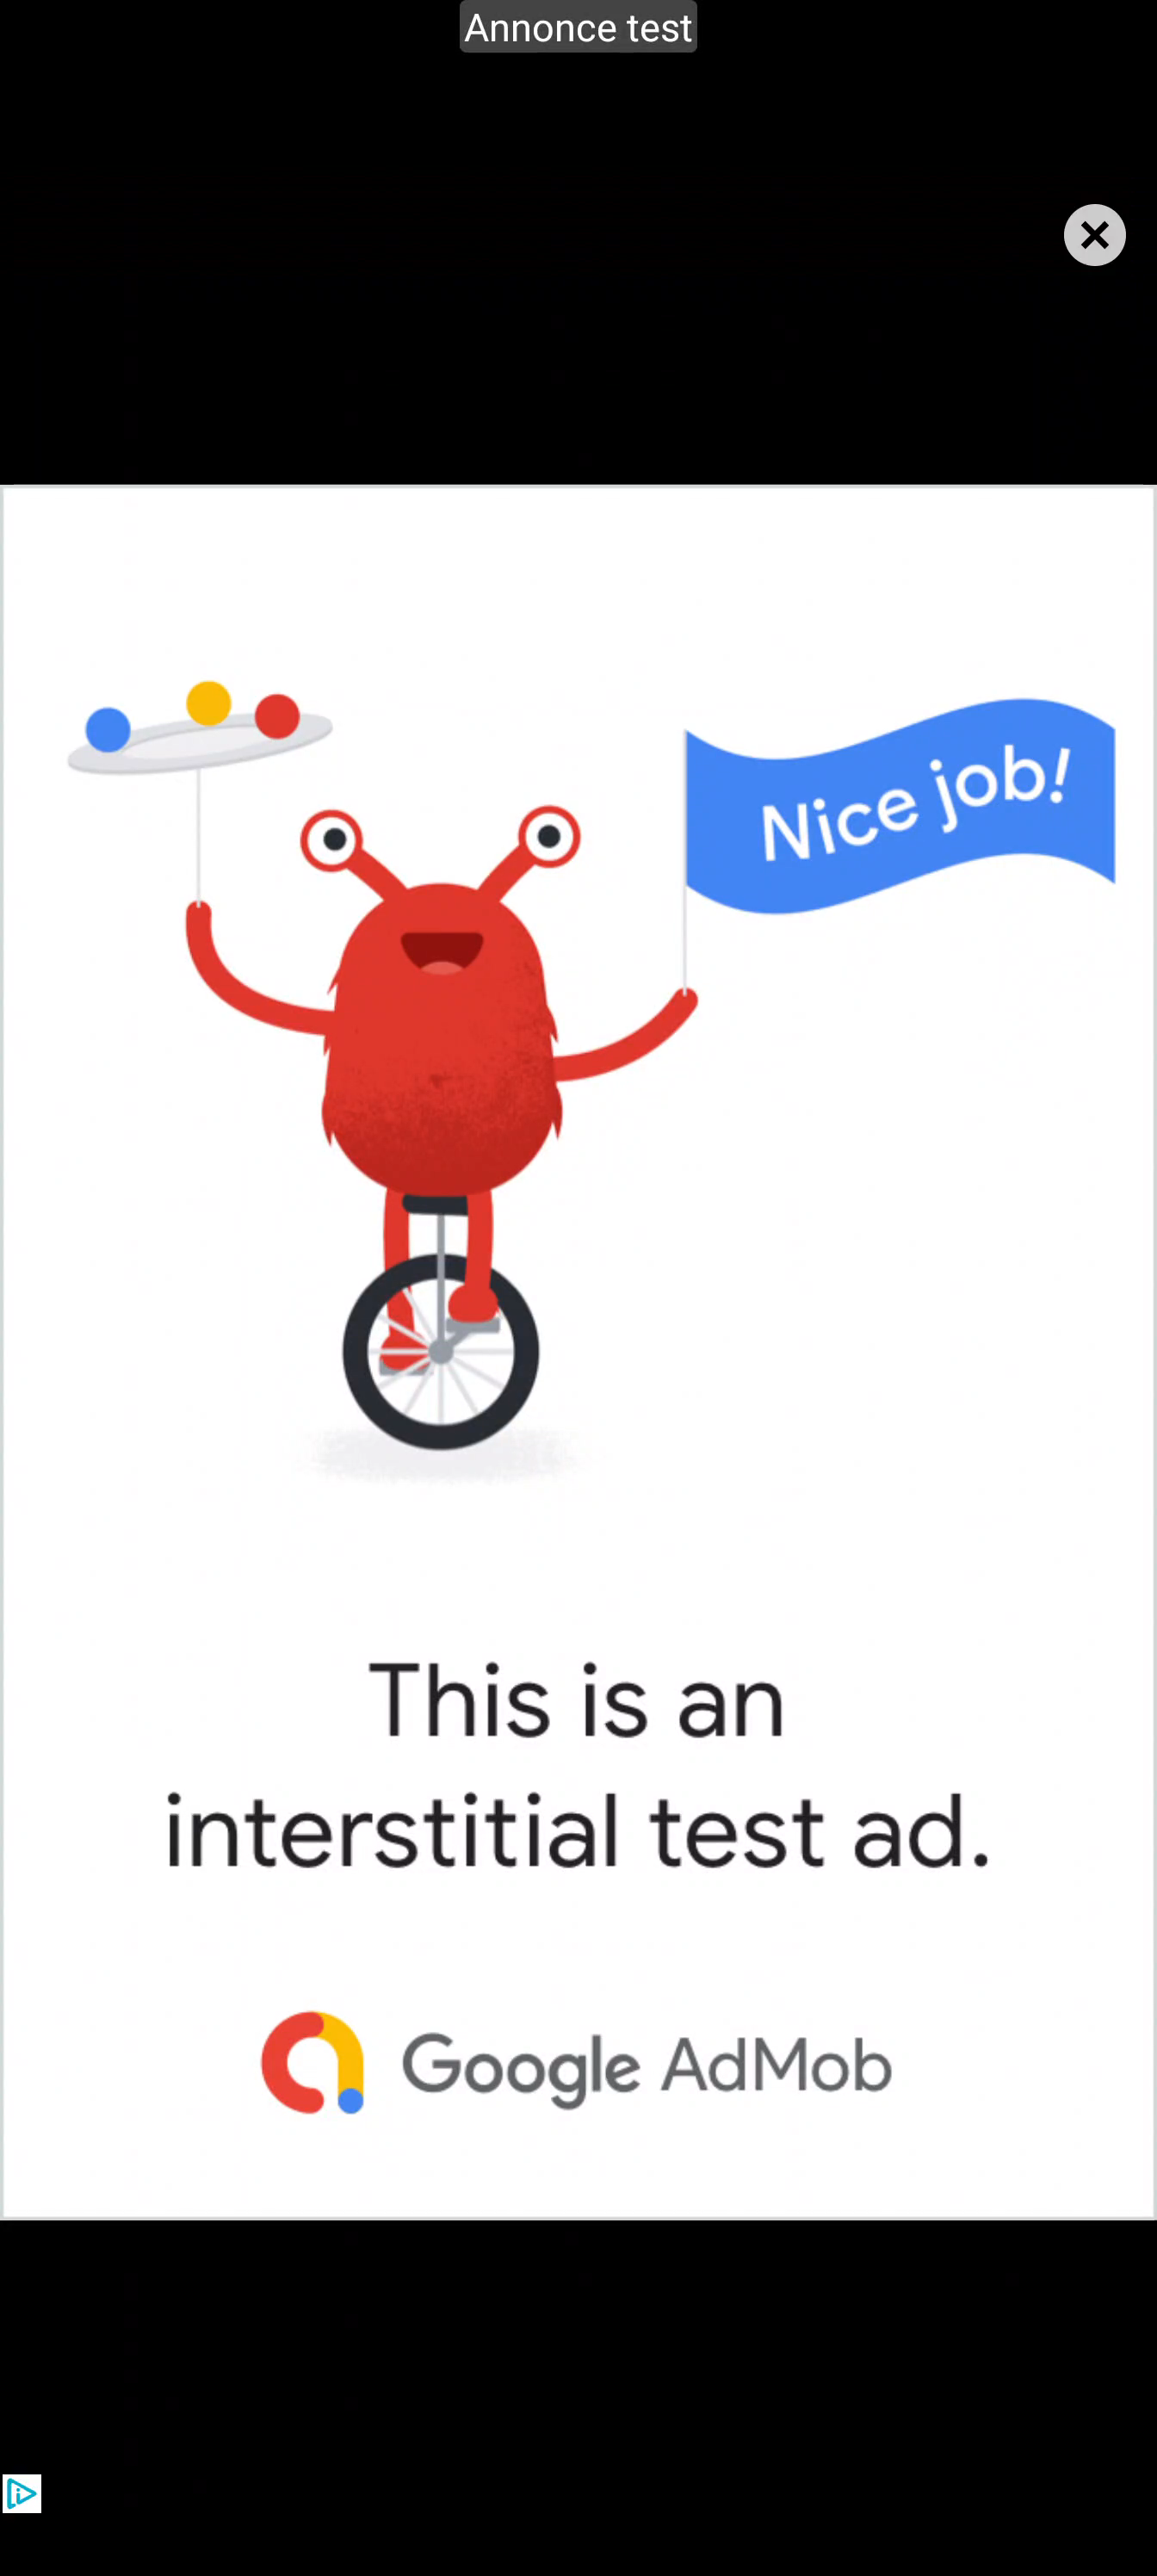 Annonce test
Nice job!
This is an
interstitial test ad.
Google AdMob